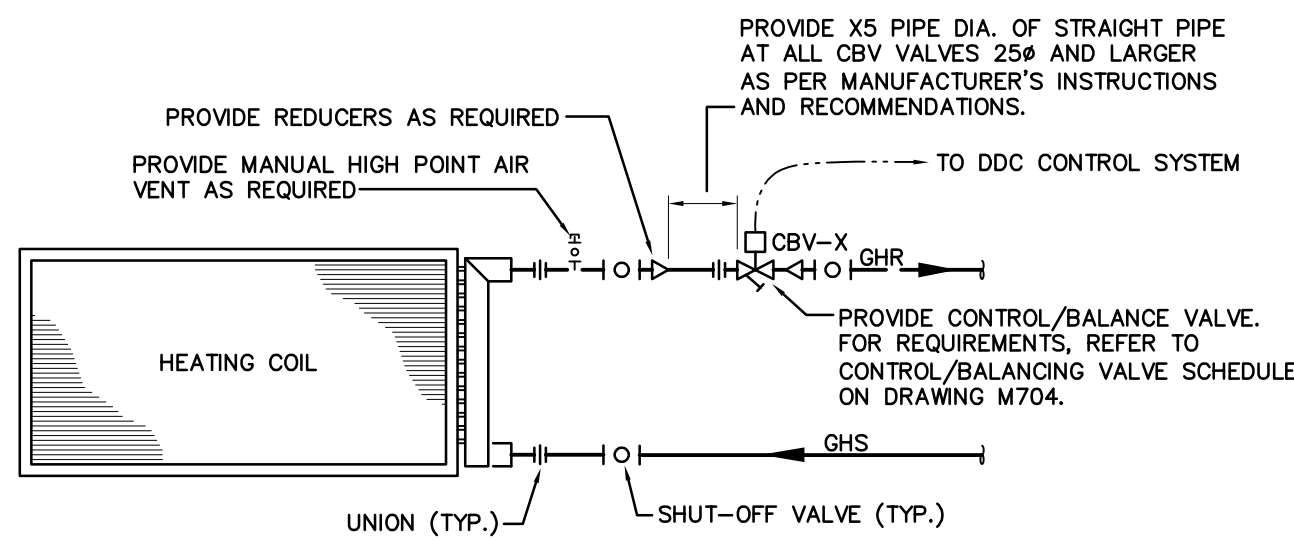 PROVIDE X5 PIPE DIA. OF STRAIGHT PIPE
AT ALL CBV VALVES 25ø AND LARGER
AS PER MANUFACTURER'S INSTRUCTIONS
AND RECOMMENDATIONS.
PROVIDE REDUCERS AS REQUIRED
PROVIDE MANUAL HIGH POINT AIR
VENT AS REQUIRED
TO DDC CONTROL SYSTEM
CBV-X
GHR
PROVIDE CONTROL/BALANCE VALVE.
FOR REQUIREMENTS, REFER TO
CONTROL/BALANCING VALVE SCHEDULE
ON DRAWING M704.
HEATING COIL
GHS
UNION (TYP.)
SHUT-OFF VALVE (TYP.)